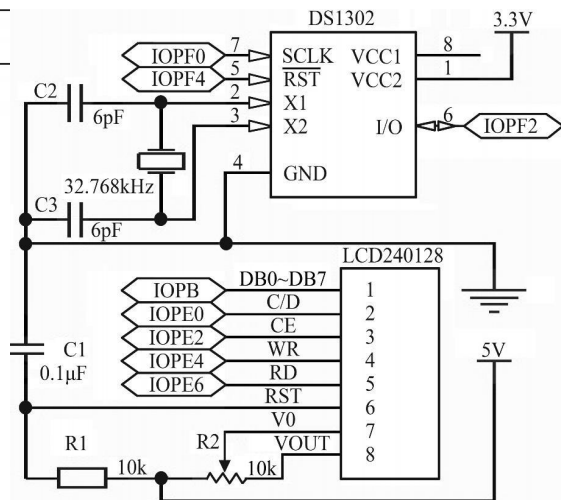 DS1302
3.3V
IOPF0 7 SCLK VCC1 8
IOPF4 5 RST VCC2 1
C2 2 X1
6pF 3 X2 I/O 6 IOPF2
32.768kHz 4 GND
C3
6pF
LCD240128
IOPB DB0~DB7 1
IOPE0 C/D 2
IOPE2 CE 3
IOPE4 WR 4
IOPE6 RD 5
RST 6
V0 7
VOUT 8
C1
0.1μF
5V
R1 10k
R2 10k